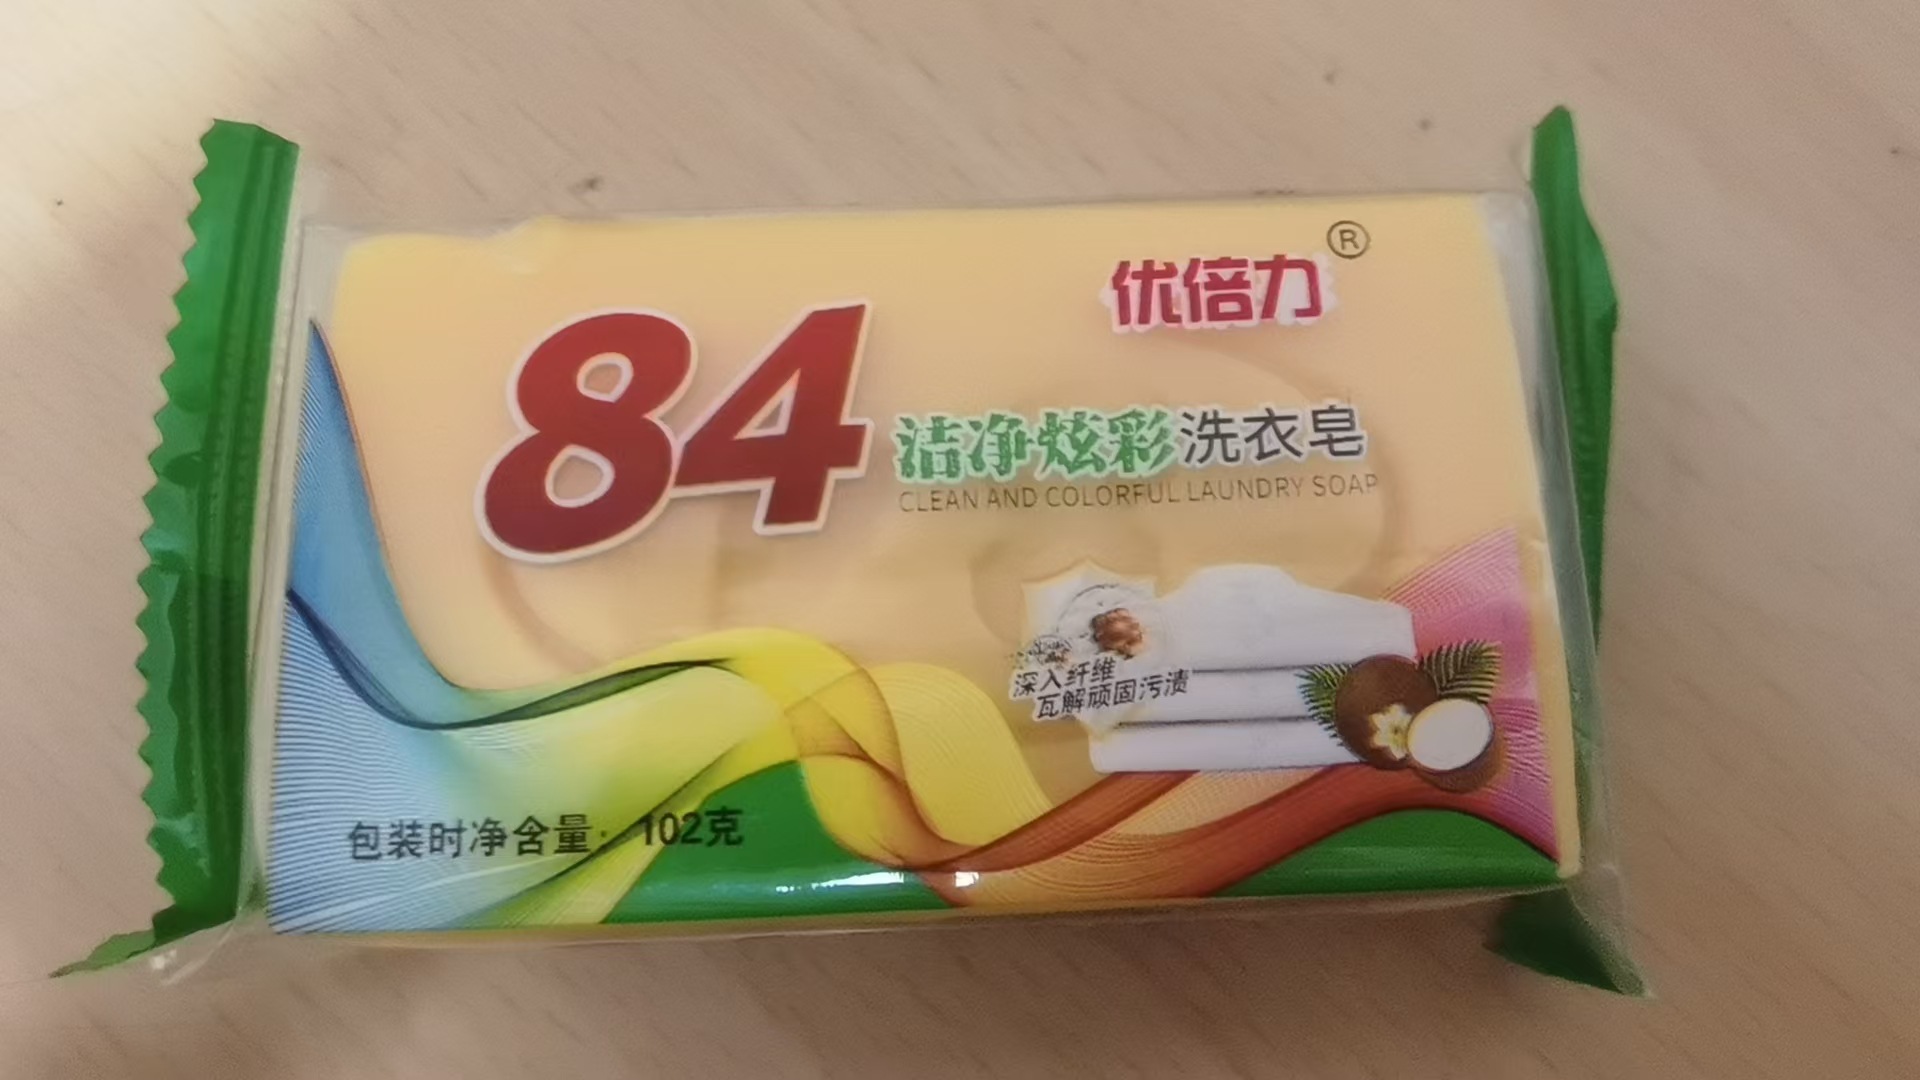 优倍力®
84 洁净炫彩洗衣皂
CLEAN AND COLORFUL LAUNDRY SOAP
深入纤维
瓦解顽固污渍
包装时净含量：102克